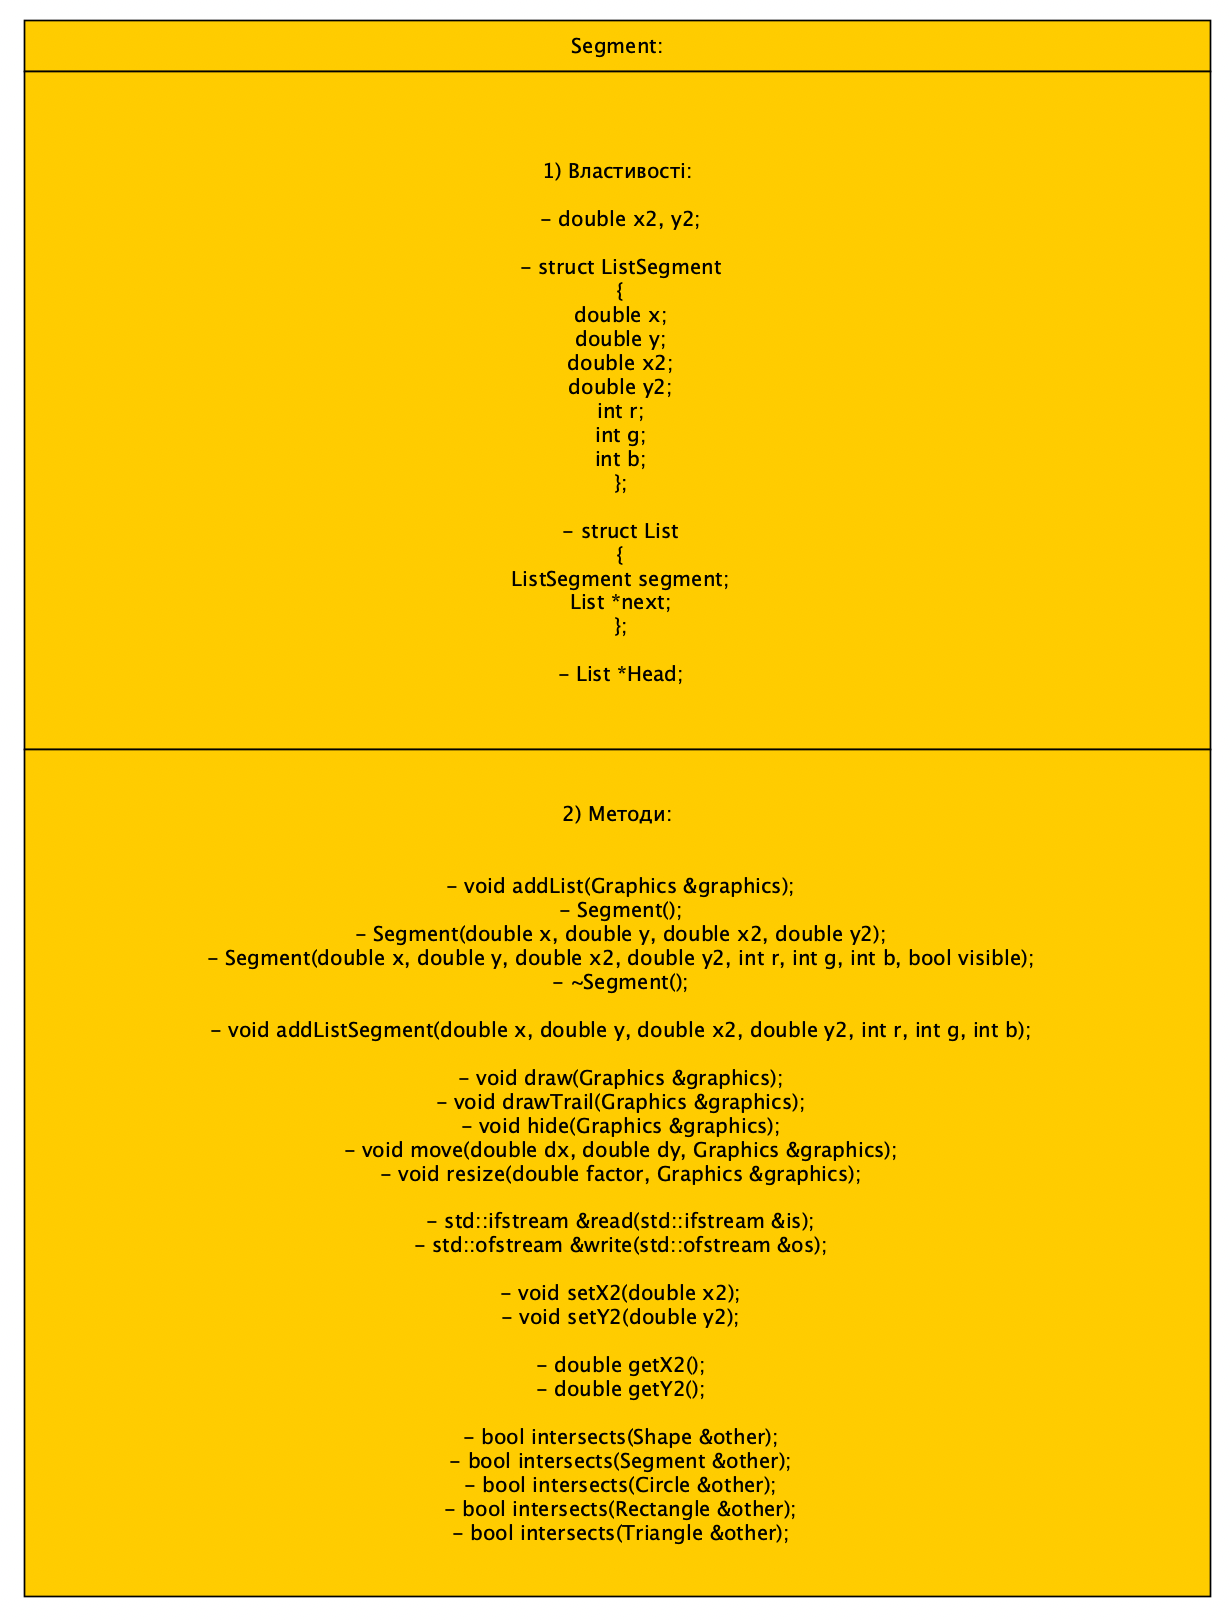 Segment:
1) Властивості:
- double x2, y2;
- struct ListSegment
{
double x;
double y;
double x2;
double y2;
int r;
int g;
int b;
};
- struct List
{
ListSegment segment;
List *next;
};
- List *Head;
2) Методи:
- void addList(Graphics &graphics);
- Segment();
- Segment(double x, double y, double x2, double y2);
- Segment(double x, double y, double x2, double y2, int r, int g, int b, bool visible);
- ~Segment();
- void addListSegment(double x, double y, double x2, double y2, int r, int g, int b);
- void draw(Graphics &graphics);
- void drawTrail(Graphics &graphics);
- void hide(Graphics &graphics);
- void move(double dx, double dy, Graphics &graphics);
- void resize(double factor, Graphics &graphics);
- std::ifstream &read(std::ifstream &is);
- std::ofstream &write(std::ofstream &os);
- void setX2(double x2);
- void setY2(double y2);
- double getX2();
- double getY2();
- bool intersects(Shape &other);
- bool intersects(Segment &other);
- bool intersects(Circle &other);
- bool intersects(Rectangle &other);
- bool intersects(Triangle &other);